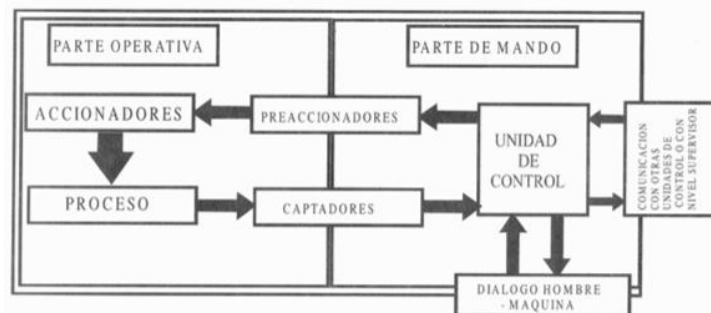 PARTE OPERATIVA
PARTE DE MANDO
ACCIONADORES
PREACCIONADORES
UNIDAD
DE
CONTROL
COMUNICACION
CON OTRAS
UNIDADES DE
CONTROL O CON
NIVEL SUPERVISOR
PROCESO
CAPTADORES
DIALOGO HOMBRE
- MAQUINA